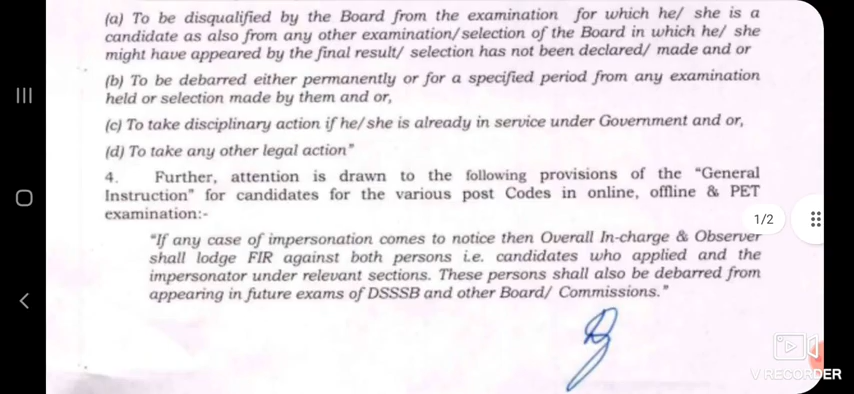 (a) To be disqualified by the Board from the examination for which he/ she is a
candidate as also from any other examination/selection of the Board in which he/ she
might have appeared by the final result/ selection has not been declared/ made and or
(b) To be debarred either permanently or for a specified period from any examination
held or selection made by them and or,
(c) To take disciplinary action if he/she is already in service under Government and or,
(d) To take any other legal action"
4. Further, attention is drawn to the following provisions of the "General
Instruction" for candidates for the various post Codes in online, offline & PET
examination:-
1/2
"If any case of impersonation comes to notice then Overall In-charge & Observer
shall lodge FIR against both persons i.e. candidates who applied and the
impersonator under relevant sections. These persons shall also be debarred from
appearing in future exams of DSSSB and other Board/ Commissions."
V RECORDER